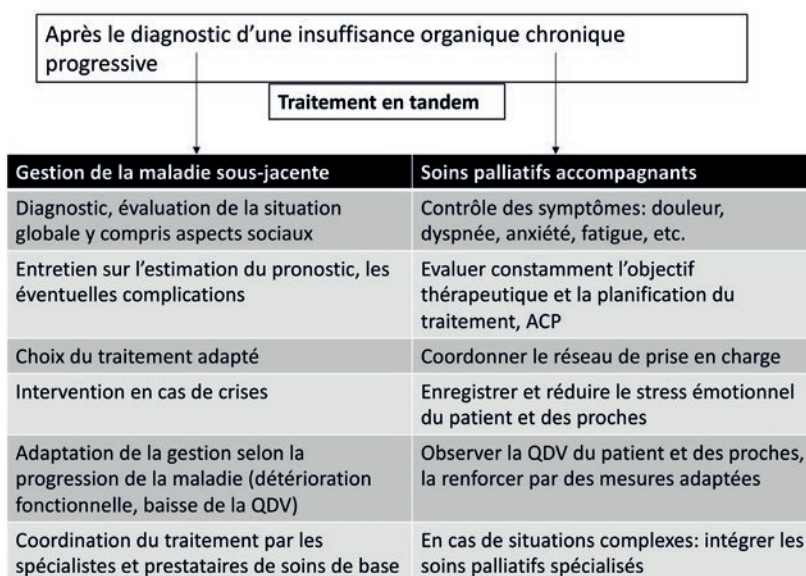 Après le diagnostic d'une insuffisance organique chronique
progressive
Traitement en tandem
Gestion de la maladie sous-jacente
Soins palliatifs accompagnants
Diagnostic, évaluation de la situation
globale y compris aspects sociaux
Contrôle des symptômes: douleur,
dyspnée, anxiété, fatigue, etc.
Entretien sur l'estimation du pronostic, les
éventuelles complications
Evaluer constamment l'objectif
thérapeutique et la planification du
traitement, ACP
Choix du traitement adapté
Coordonner le réseau de prise en charge
Intervention en cas de crises
Enregistrer et réduire le stress émotionnel
du patient et des proches
Adaptation de la gestion selon la
progression de la maladie (détérioration
fonctionnelle, baisse de la QDV)
Observer la QDV du patient et des proches,
la renforcer par des mesures adaptées
Coordination du traitement par les
spécialistes et prestataires de soins de base
En cas de situations complexes: intégrer les
soins palliatifs spécialisés